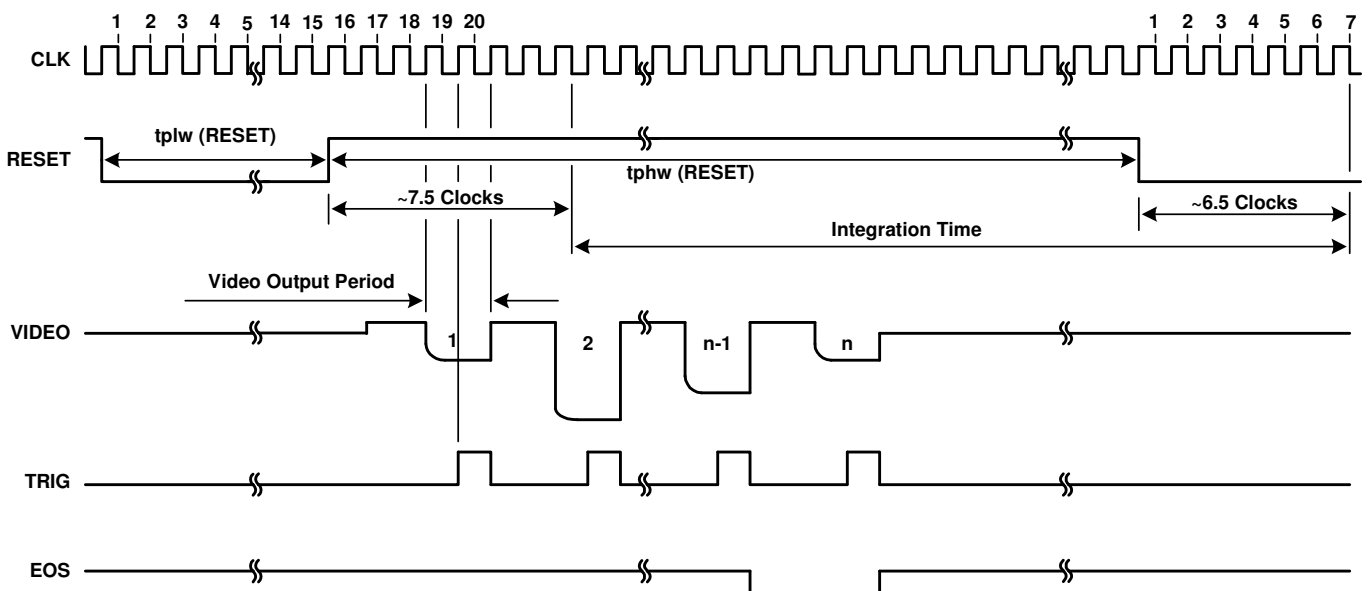 1 2 3 4 5 14 15 16 17 18 19 20 1 2 3 4 5 6 7
CLK
tplw (RESET)
RESET
tphw (RESET)
~7.5 Clocks
~6.5 Clocks
Integration Time
Video Output Period
VIDEO
1 2 n-1 n
TRIG
EOS